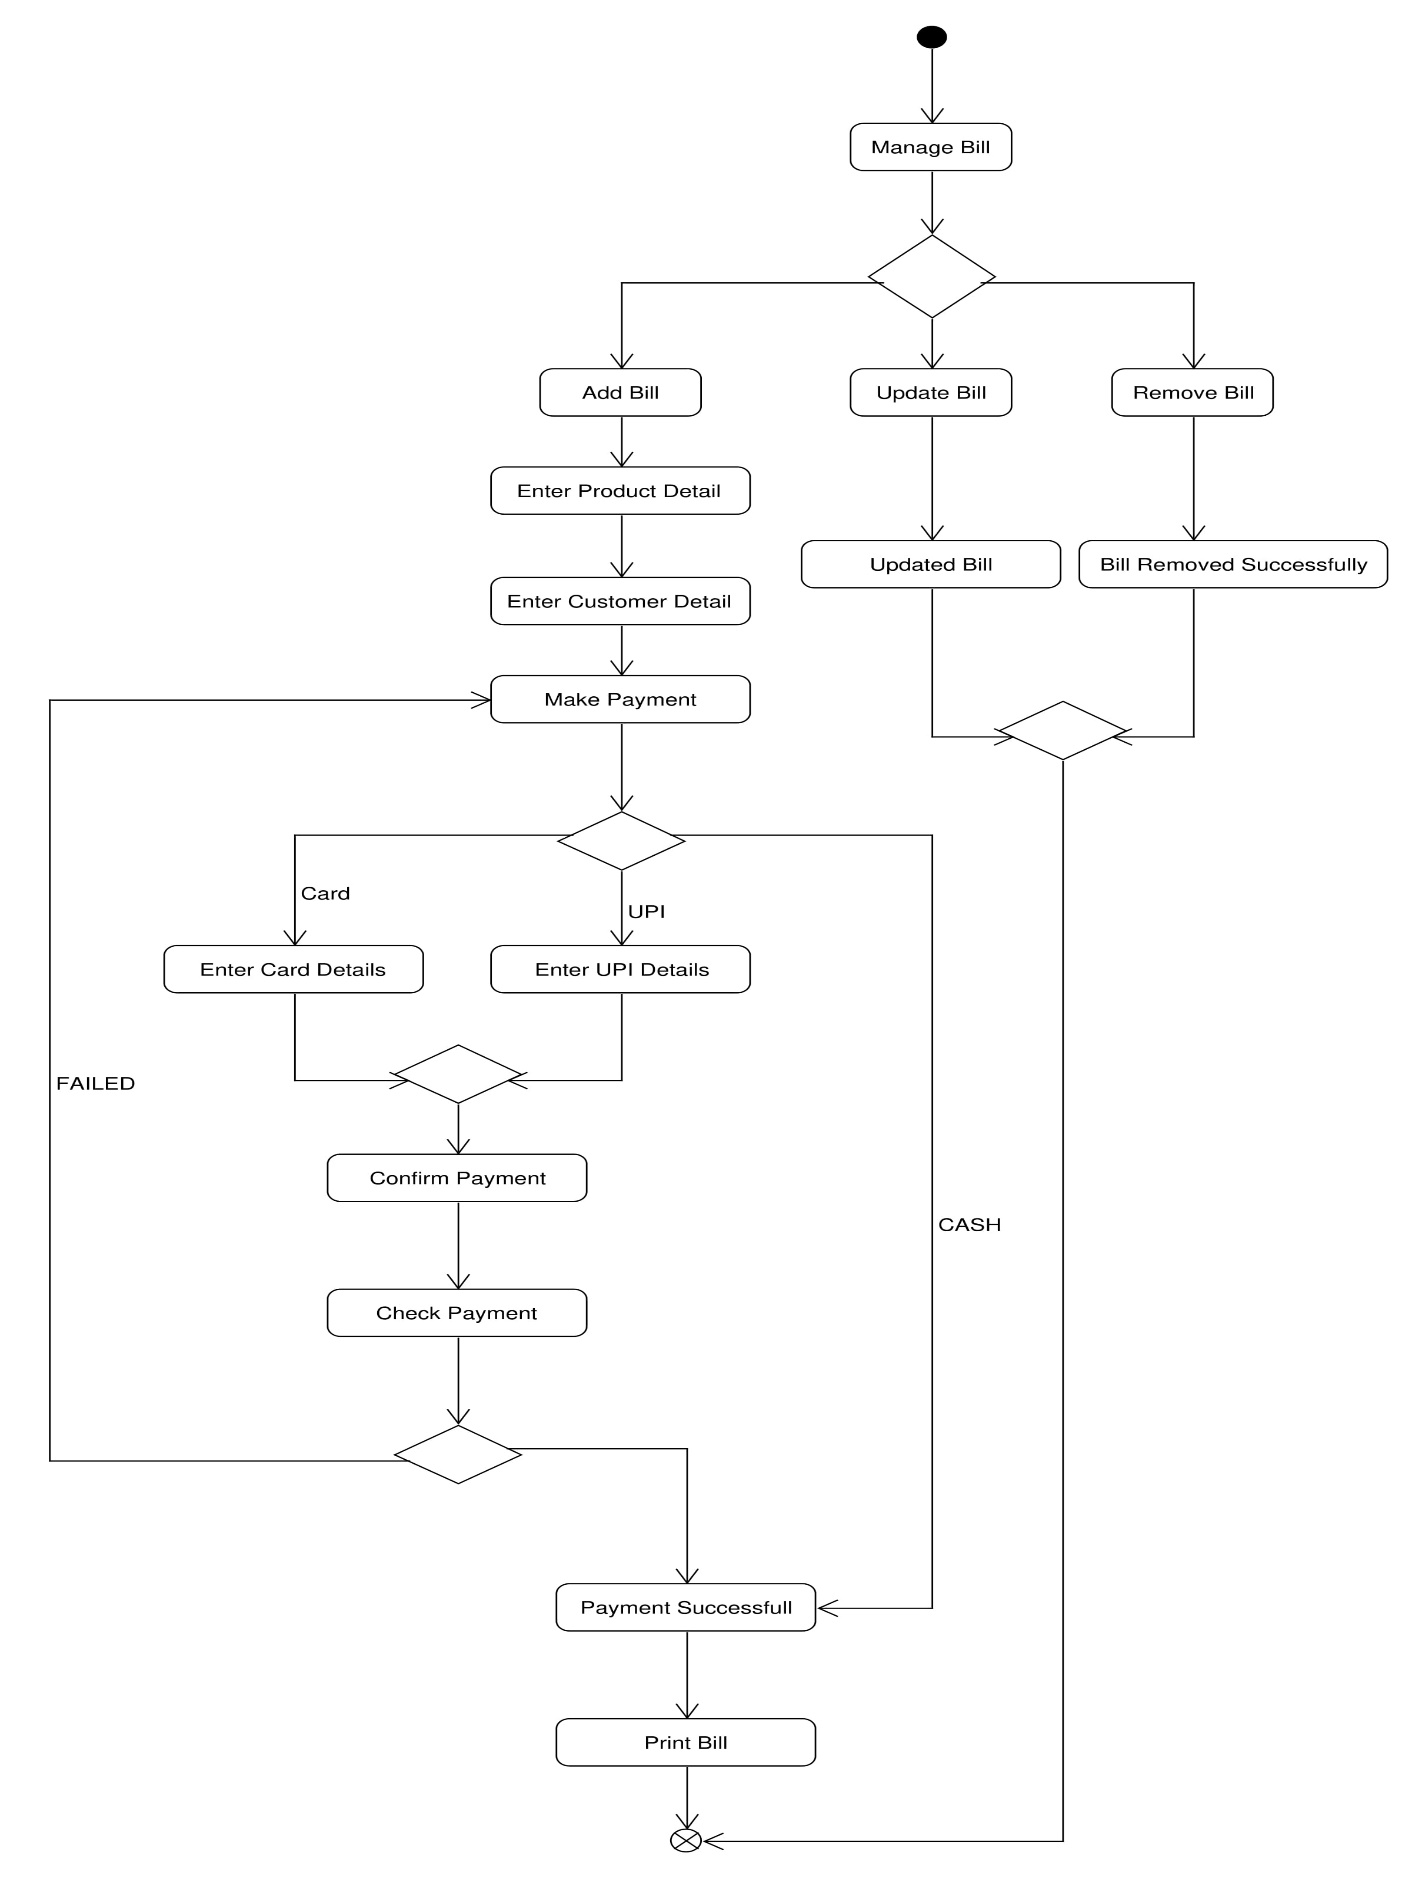 Manage Bill
Add Bill
Update Bill
Remove Bill
Enter Product Detail
Updated Bill
Bill Removed Successfully
Enter Customer Detail
Make Payment
Card
UPI
Enter Card Details
Enter UPI Details
FAILED
Confirm Payment
CASH
Check Payment
Payment Successfull
Print Bill